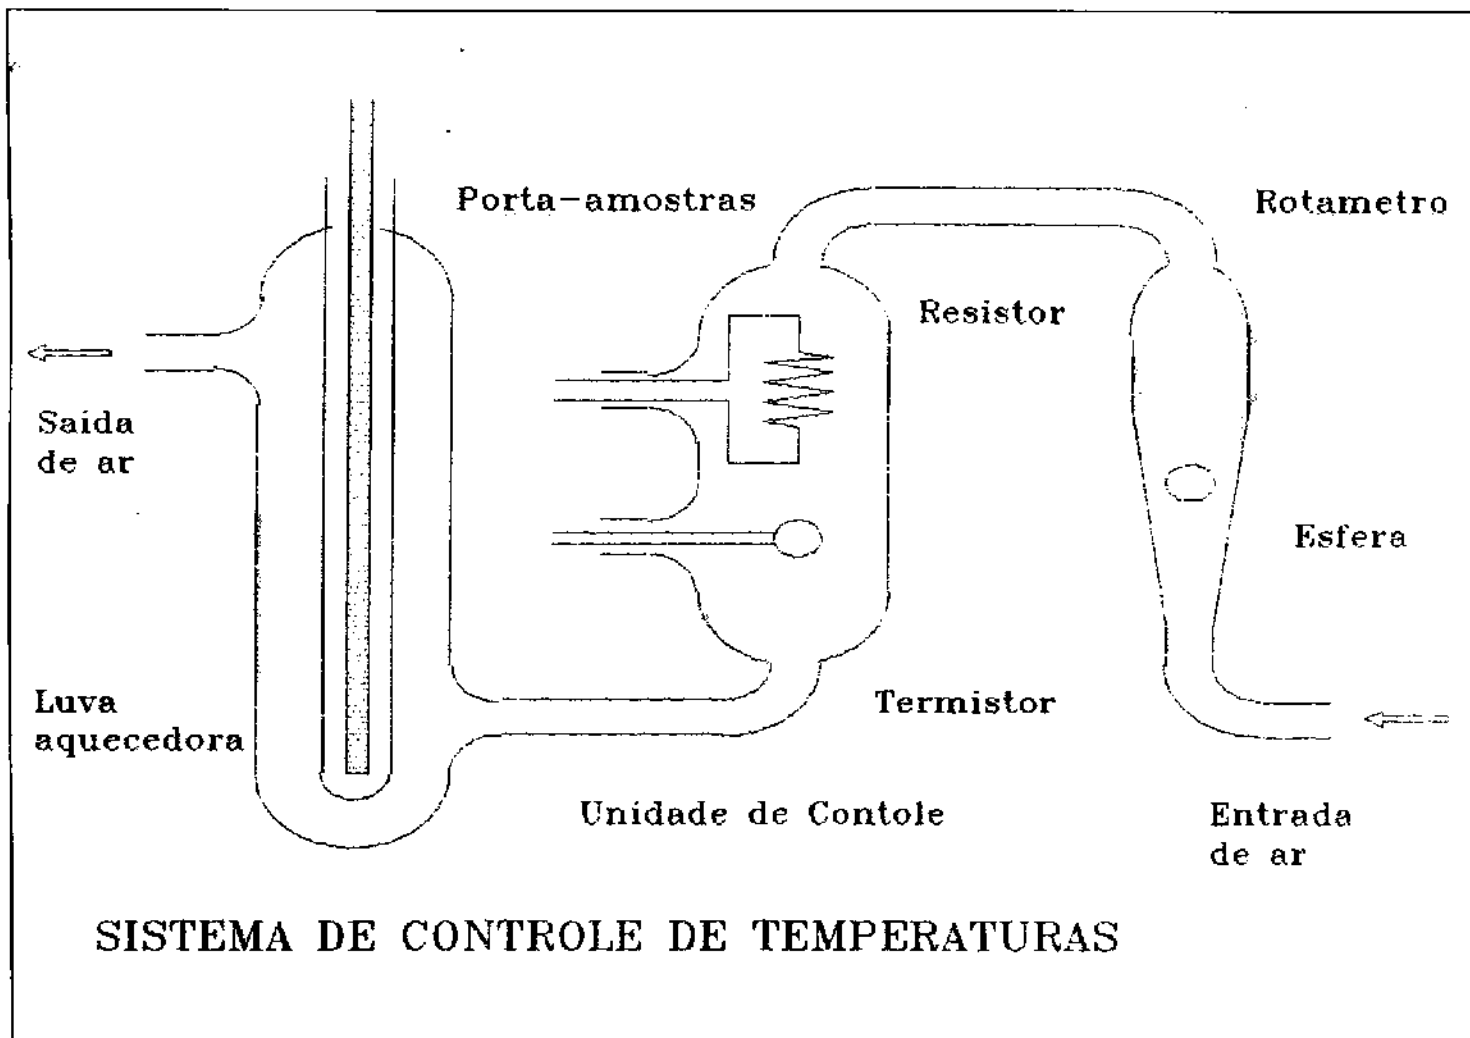 Porta-amostras
Rotametro
Resistor
Saída
de ar
Esfera
Luva
aquecedora
Termistor
Unidade de Contole
Entrada
de ar
SISTEMA DE CONTROLE DE TEMPERATURAS